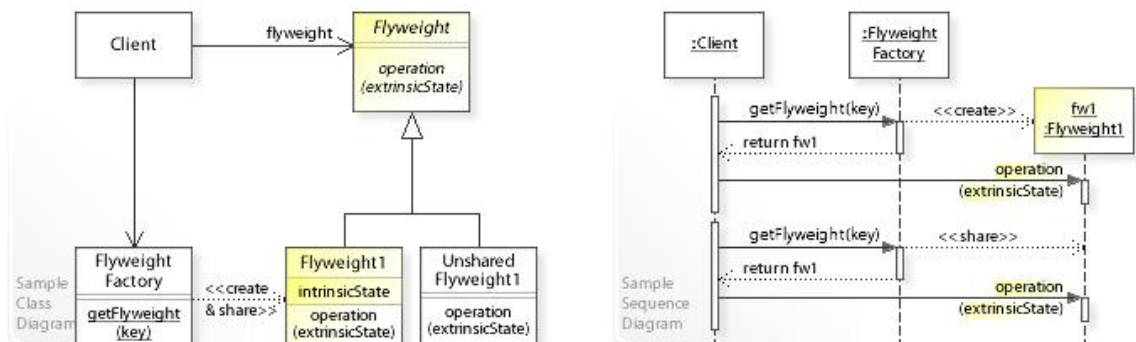 Client
flyweight
Flyweight
operation
(extrinsicState)
Flyweight
Factory
getFlyweight
(key)
<<create
& share>>
Flyweight1
intrinsicState
operation
(extrinsicState)
Unshared
Flyweight1
operation
(extrinsicState)
Sample
Class
Diagram
:Client
:Flyweight
Factory
getFlyweight(key)
<<create>>
fw1
:Flyweight1
return fw1
operation
(extrinsicState)
getFlyweight(key)
<<share>>
return fw1
operation
(extrinsicState)
Sample
Sequence
Diagram